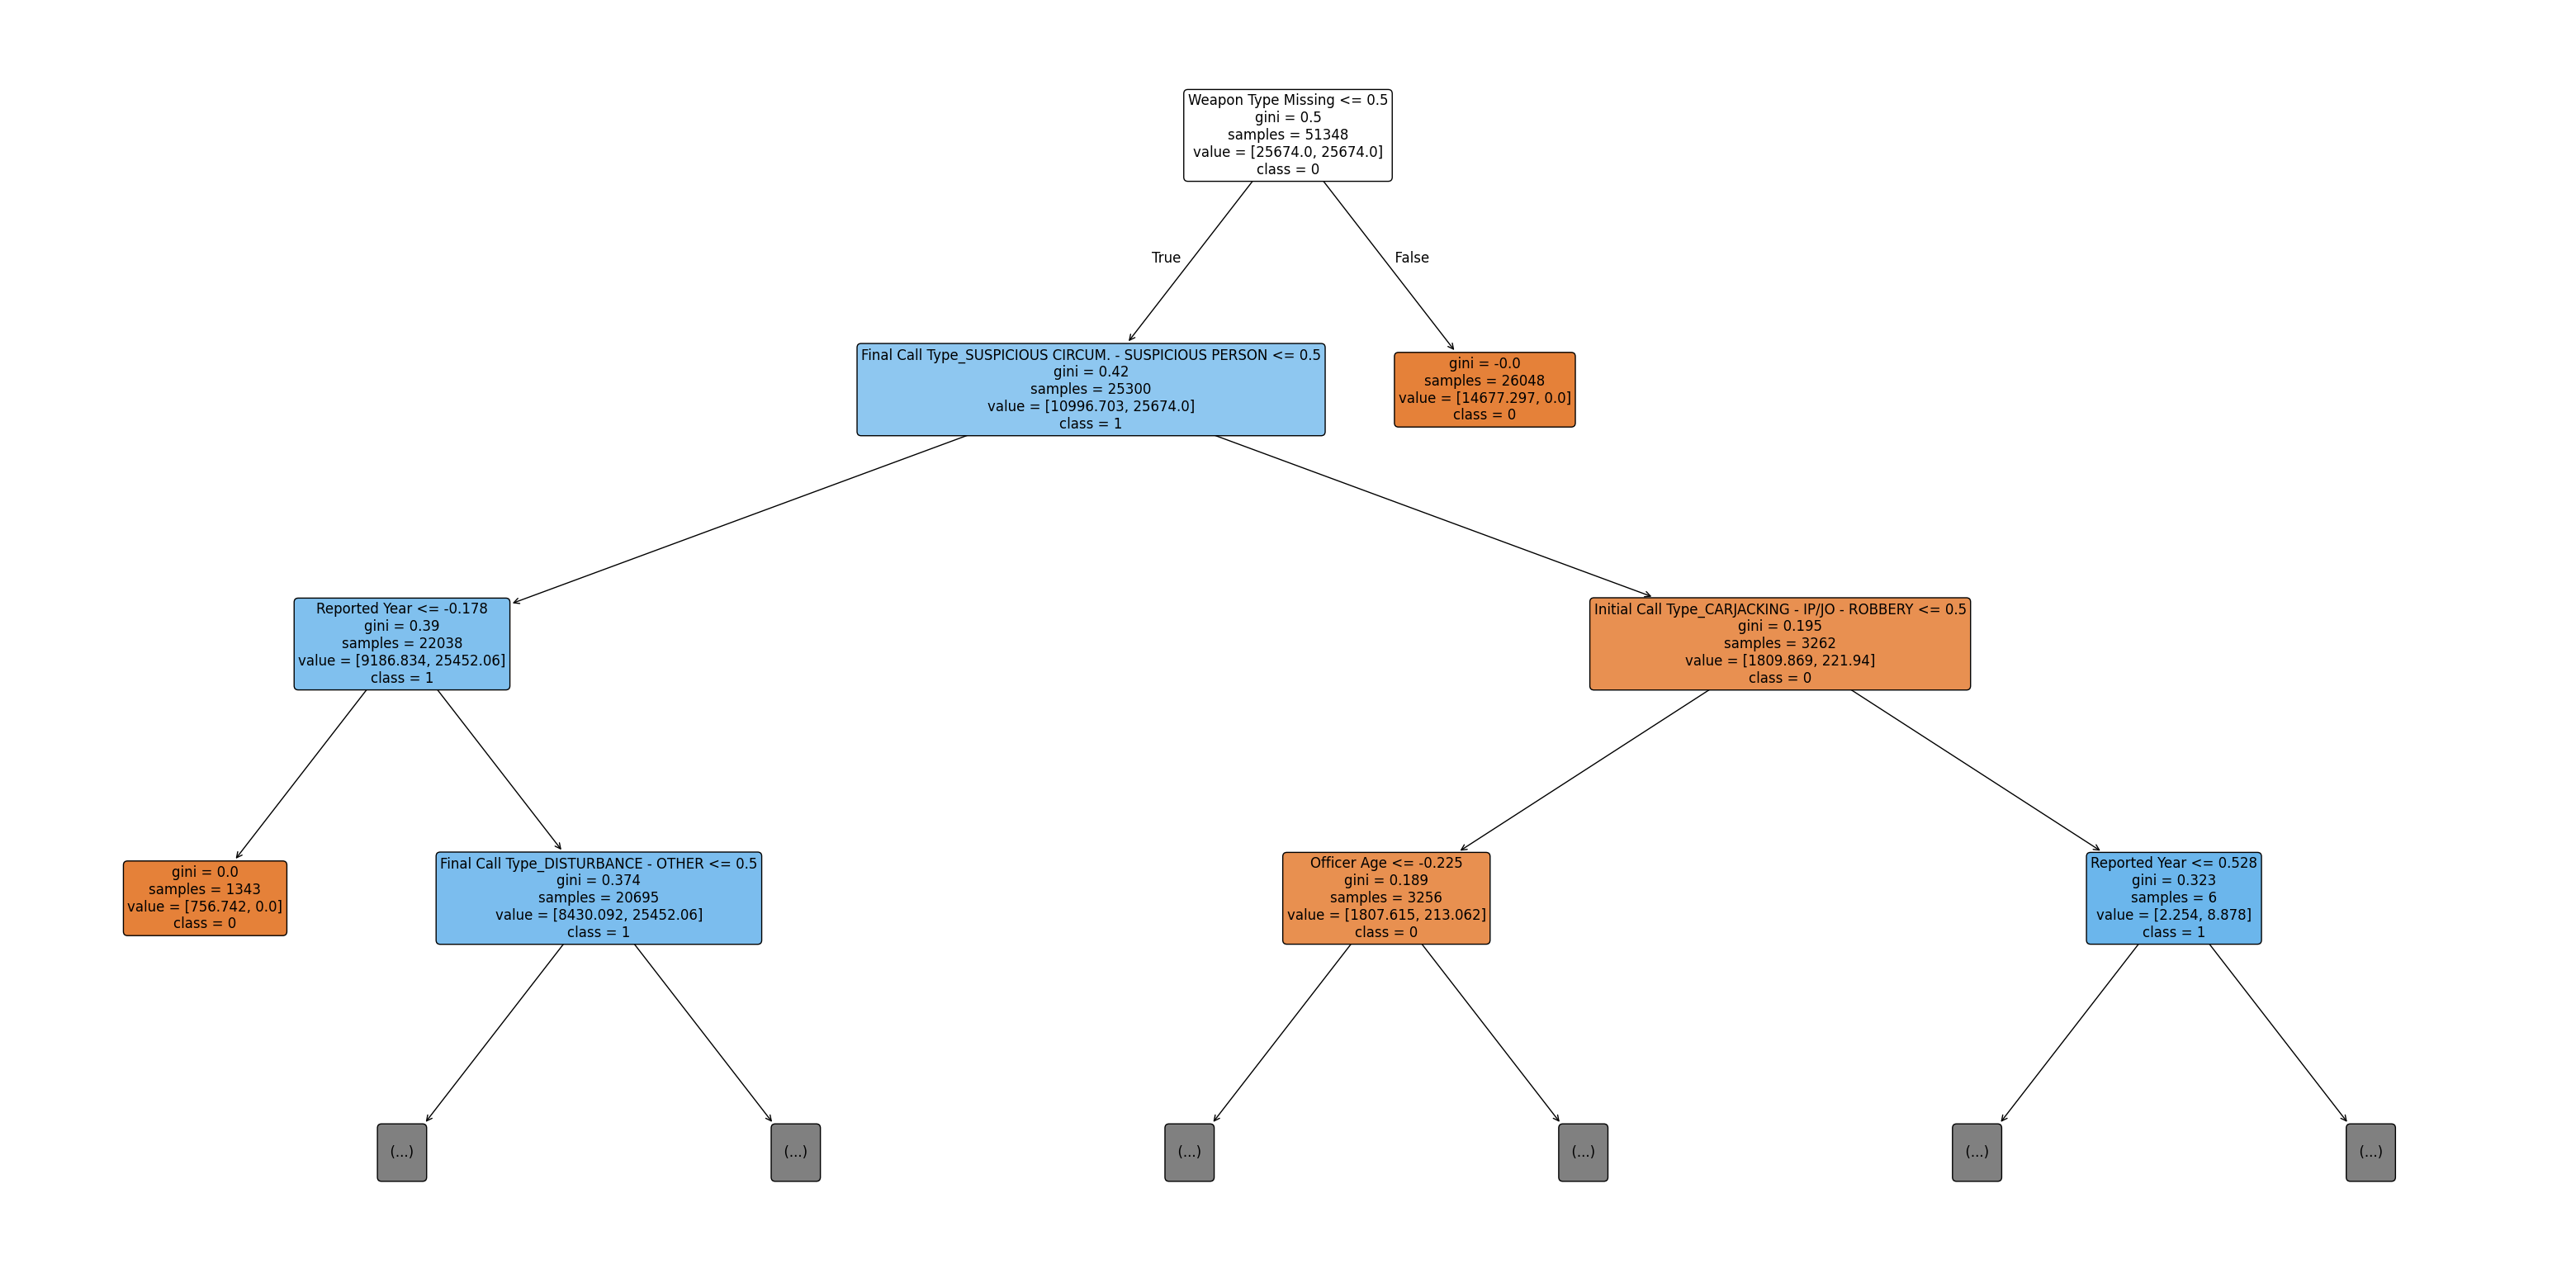 Weapon Type Missing <= 0.5
gini = 0.5
samples = 51348
value = [25674.0, 25674.0]
class = 0
True
False
Final Call Type_SUSPICIOUS CIRCUM. - SUSPICIOUS PERSON <= 0.5
gini = 0.42
samples = 25300
value = [10996.703, 25674.0]
class = 1
gini = -0.0
samples = 26048
value = [14677.297, 0.0]
class = 0
Reported Year <= -0.178
gini = 0.39
samples = 22038
value = [9186.834, 25452.06]
class = 1
Initial Call Type_CARJACKING - IP/JO - ROBBERY <= 0.5
gini = 0.195
samples = 3262
value = [1809.869, 221.94]
class = 0
gini = 0.0
samples = 1343
value = [756.742, 0.0]
class = 0
Final Call Type_DISTURBANCE - OTHER <= 0.5
gini = 0.374
samples = 20695
value = [8430.092, 25452.06]
class = 1
Officer Age <= -0.225
gini = 0.189
samples = 3256
value = [1807.615, 213.062]
class = 0
Reported Year <= 0.528
gini = 0.323
samples = 6
value = [2.254, 8.878]
class = 1
(...)
(...)
(...)
(...)
(...)
(...)